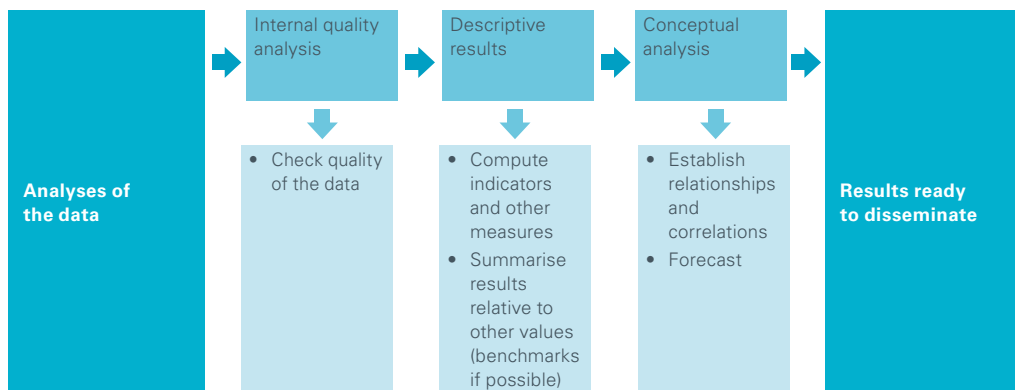 Analyses of
the data
Internal quality
analysis
• Check quality
of the data
Descriptive
results
• Compute
indicators
and other
measures
• Summarise
results
relative to
other values
(benchmarks
if possible)
Conceptual
analysis
• Establish
relationships
and
correlations
• Forecast
Results ready
to disseminate